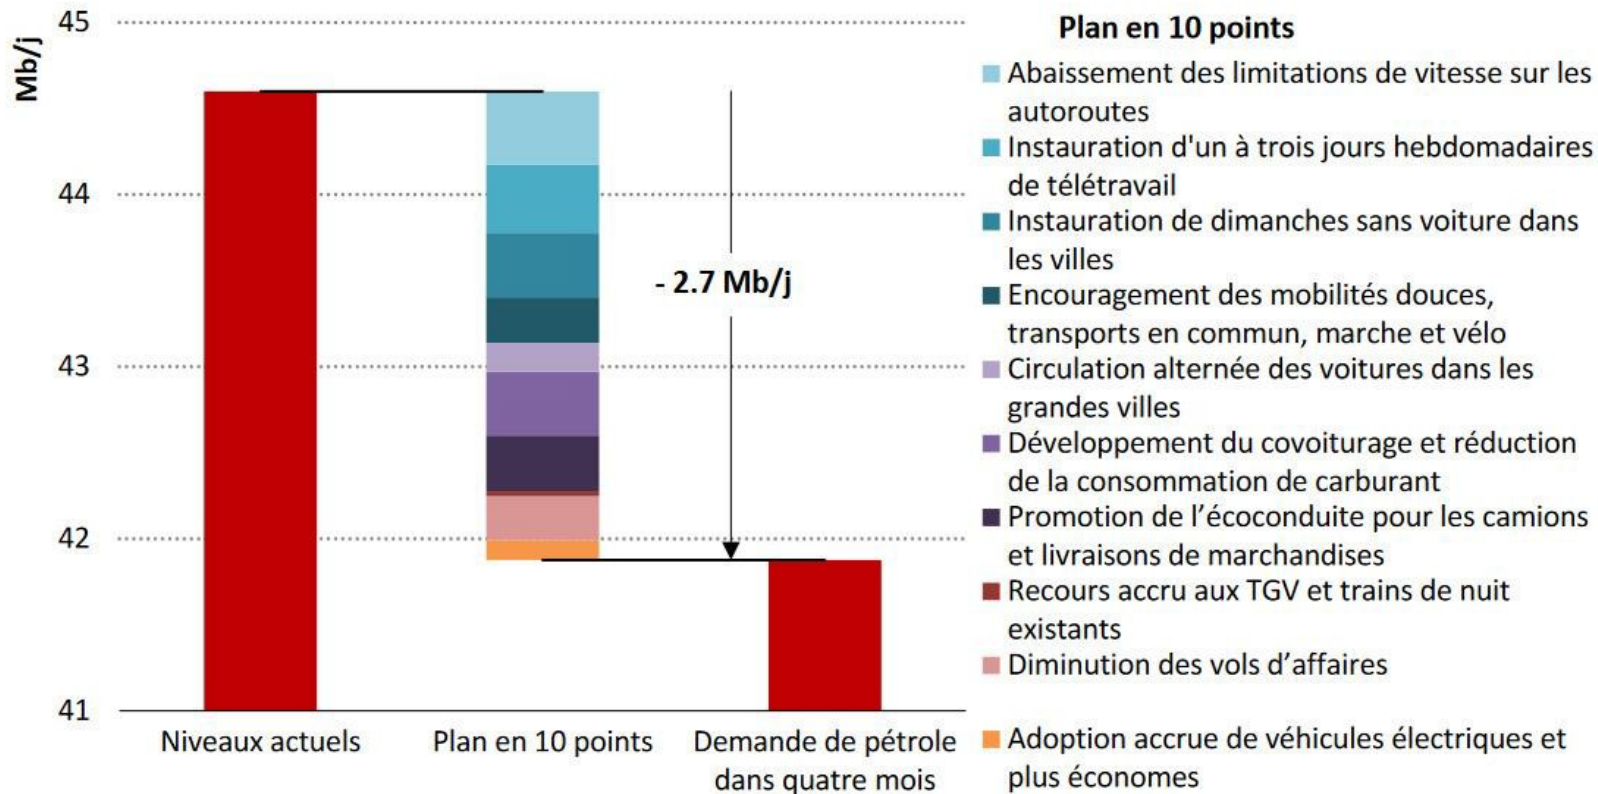 45
Mb/j
44
43
42
41
- 2.7 Mb/j
Niveaux actuels
Plan en 10 points
Demande de pétrole
dans quatre mois
Plan en 10 points
Abaissement des limitations de vitesse sur les
autoroutes
Instauration d'un à trois jours hebdomadaires
de télétravail
Instauration de dimanches sans voiture dans
les villes
Encouragement des mobilités douces,
transports en commun, marche et vélo
Circulation alternée des voitures dans les
grandes villes
Développement du covoiturage et réduction
de la consommation de carburant
Promotion de l’écoconduite pour les camions
et livraisons de marchandises
Recours accru aux TGV et trains de nuit
existants
Diminution des vols d’affaires
Adoption accrue de véhicules électriques et
plus économes